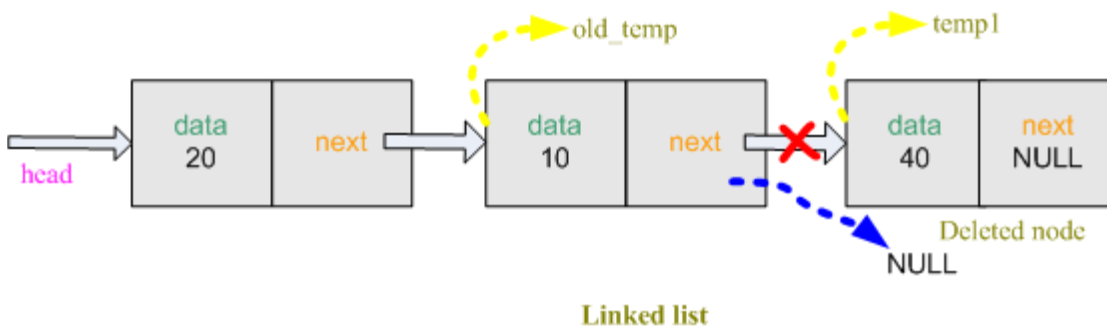 old_temp
temp1
head
data
20
next
data
10
next
data
40
next
NULL
Deleted node
NULL
Linked list